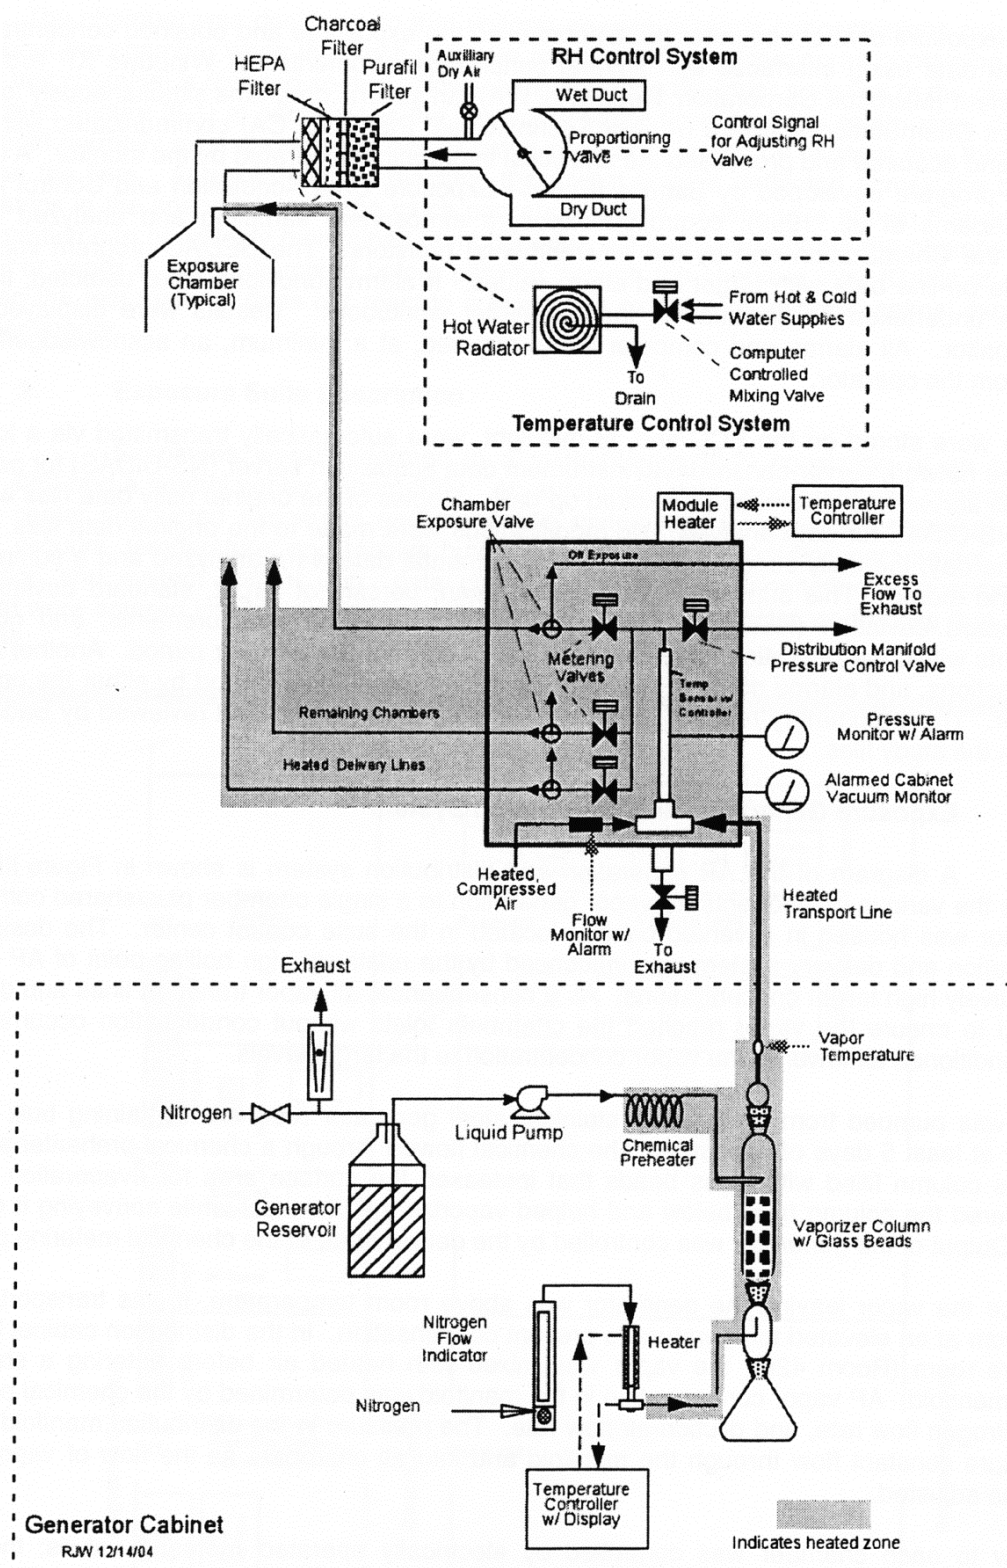 Charcoal
Filter
HEPA
Filter
Purafil
Filter
Auxilliary
Dry Air
RH Control System
Wet Duct
Proportioning
Valve
Control Signal
for Adjusting RH
Valve
Dry Duct
Exposure
Chamber
(Typical)
Hot Water
Radiator
From Hot & Cold
Water Supplies
To
Drain
Computer
Controlled
Mixing Valve
Temperature Control System
Chamber
Exposure Valve
Module
Heater
Temperature
Controller
Off Exposure
Excess
Flow To
Exhaust
Metering
Valves
Distribution Manifold
Pressure Control Valve
Temp
Sensor w/
Controller
Remaining Chambers
Pressure
Monitor w/ Alarm
Heated Delivery Lines
Alarmed Cabinet
Vacuum Monitor
Heated,
Compressed
Air
Flow
Monitor w/
Alarm
To
Exhaust
Heated
Transport Line
Exhaust
Vapor
Temperature
Nitrogen
Liquid Pump
Chemical
Preheater
Generator
Reservoir
Vaporizer Column
w/ Glass Beads
Nitrogen
Flow
Indicator
Heater
Nitrogen
Temperature
Controller
w/ Display
Generator Cabinet
RJW 12/14/04
Indicates heated zone